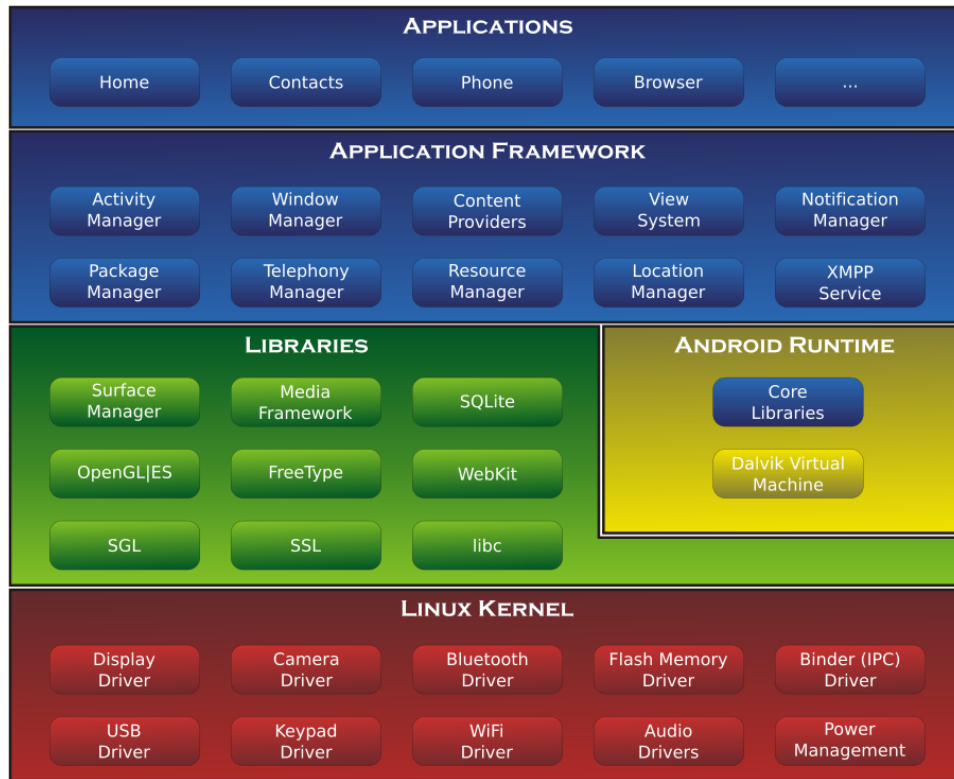 APPLICATIONS
Home
Contacts
Phone
Browser
...
APPLICATION FRAMEWORK
Activity
Manager
Window
Manager
Content
Providers
View
System
Notification
Manager
Package
Manager
Telephony
Manager
Resource
Manager
Location
Manager
XMPP
Service
LIBRARIES
Surface
Manager
Media
Framework
SQLite
OpenGL|ES
FreeType
WebKit
SGL
SSL
libc
ANDROID RUNTIME
Core
Libraries
Dalvik Virtual
Machine
LINUX KERNEL
Display
Driver
Camera
Driver
Bluetooth
Driver
Flash Memory
Driver
Binder (IPC)
Driver
USB
Driver
Keypad
Driver
WiFi
Driver
Audio
Drivers
Power
Management